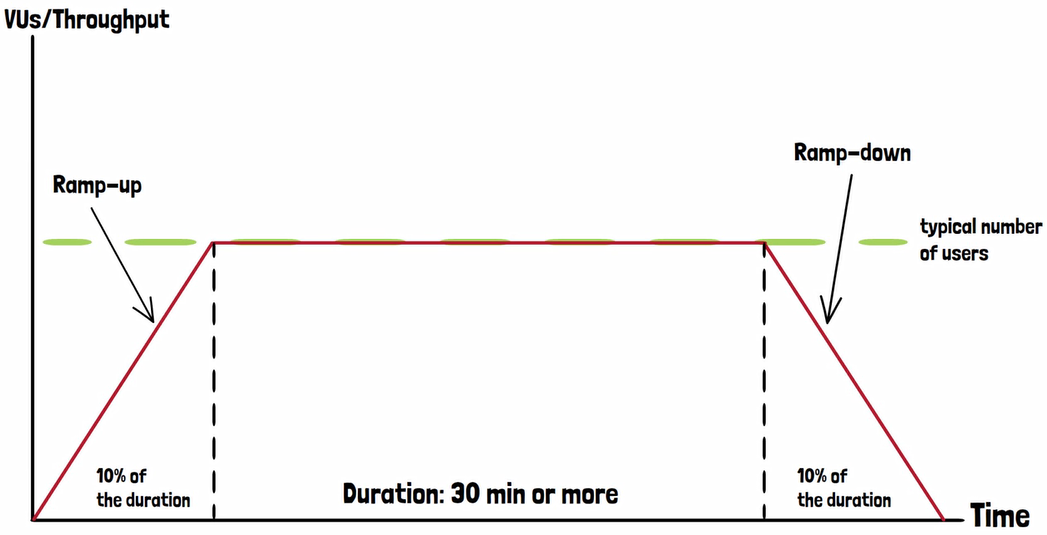 VUs/Throughput
Ramp-down
Ramp-up
typical number
of users
10% of
the duration
Duration: 30 min or more
10% of
the duration
Time